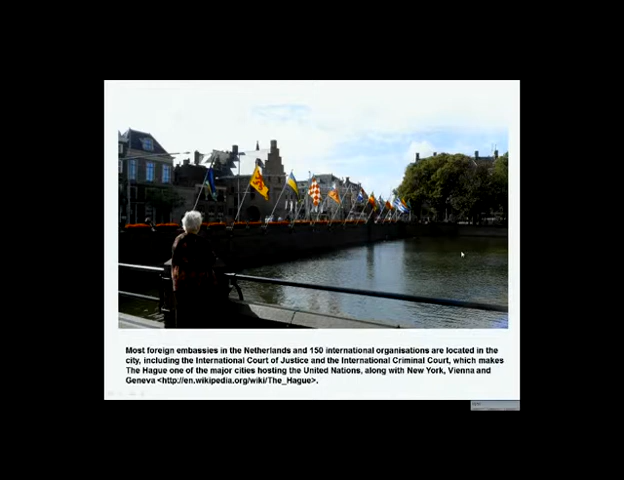 Most foreign embassies in the Netherlands and 150 international organisations are located in the
city, including the International Court of Justice and the International Criminal Court, which makes
The Hague one of the major cities hosting the United Nations, along with New York, Vienna and
Geneva <http://en.wikipedia.org/wiki/The_Hague>.